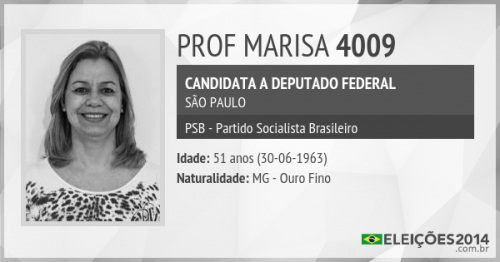 PROF MARISA 4009
CANDIDATA A DEPUTADO FEDERAL
SÃO PAULO
PSB - Partido Socialista Brasileiro
Idade: 51 anos (30-06-1963)
Naturalidade: MG - Ouro Fino
ELEIÇÕES2014
.com.br